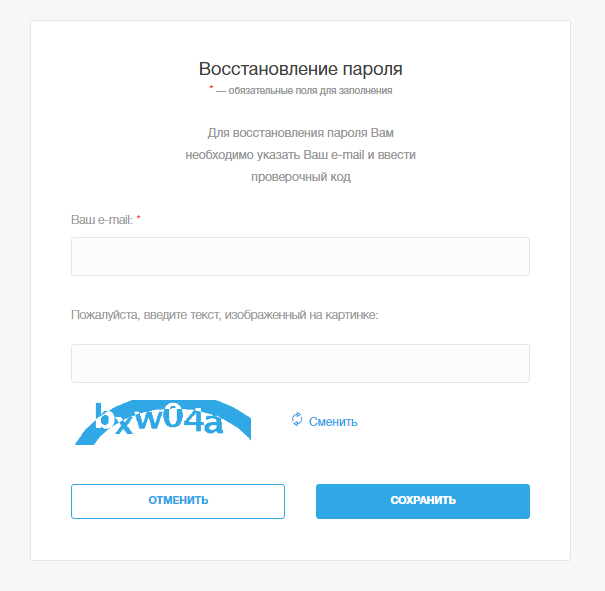 Восстановление пароля
* — обязательные поля для заполнения
Для восстановления пароля Вам
необходимо указать Ваш e-mail и ввести
проверочный код
Ваш e-mail: *
Пожалуйста, введите текст, изображенный на картинке:
bxw04a
Сменить
ОТМЕНИТЬ
СОХРАНИТЬ